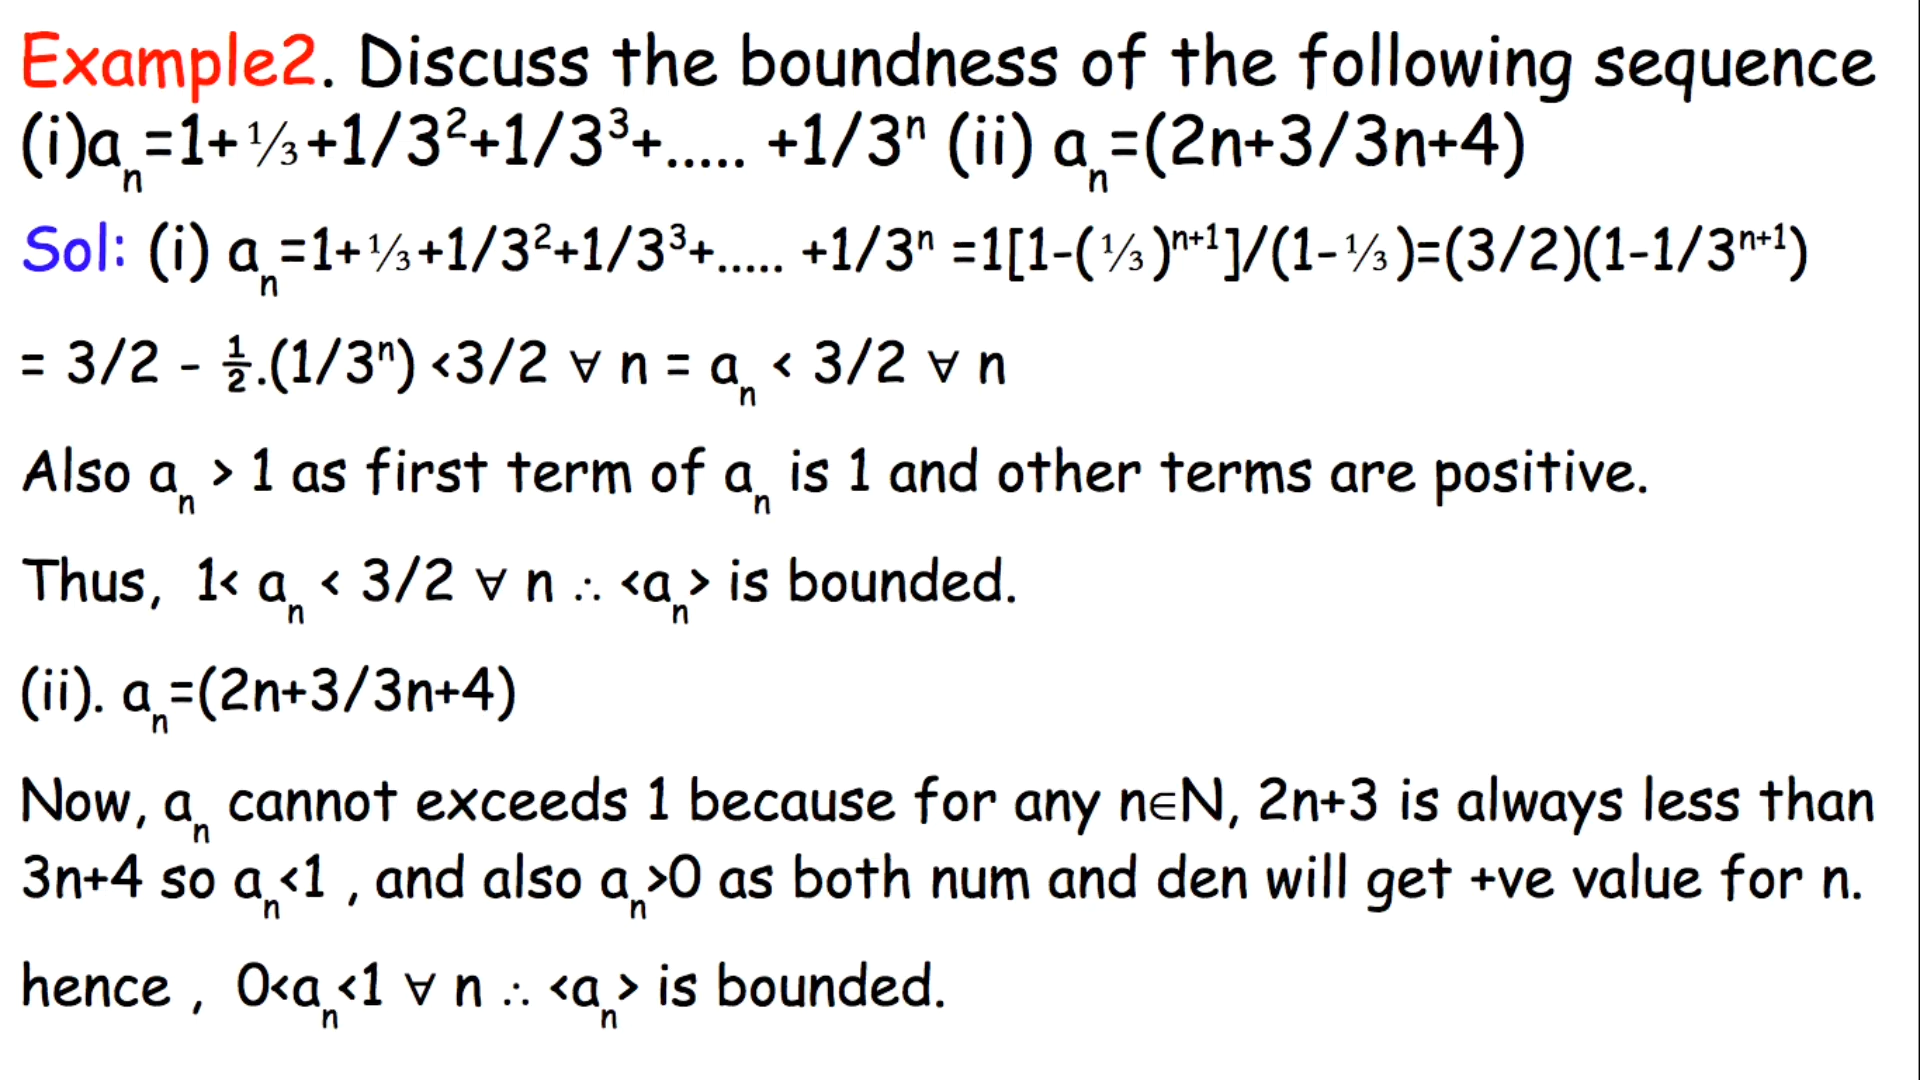 Example2. Discuss the boundness of the following sequence
(i)aₙ=1+⅓+1/3²+1/3³+..... +1/3ⁿ (ii) aₙ=(2n+3/3n+4)
Sol: (i) aₙ=1+⅓+1/3²+1/3³+..... +1/3ⁿ =1[1-(⅓)ⁿ⁺¹]/(1-⅓)=(3/2)(1-1/3ⁿ⁺¹)
= 3/2 - ½.(1/3ⁿ) <3/2 ∀ n = aₙ < 3/2 ∀ n
Also aₙ > 1 as first term of aₙ is 1 and other terms are positive.
Thus, 1< aₙ < 3/2 ∀ n ∴ <aₙ> is bounded.
(ii). aₙ=(2n+3/3n+4)
Now, aₙ cannot exceeds 1 because for any n∈N, 2n+3 is always less than
3n+4 so aₙ<1 , and also aₙ>0 as both num and den will get +ve value for n.
hence , 0<aₙ<1 ∀ n ∴ <aₙ> is bounded.